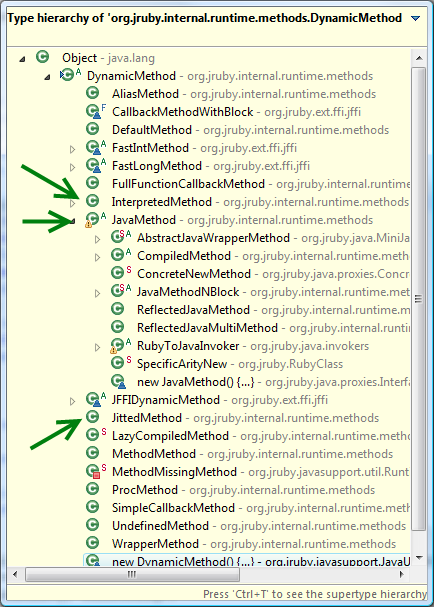 Type hierarchy of 'org.jruby.internal.runtime.methods.DynamicMethod
Object - java.lang
DynamicMethod - org.jruby.internal.runtime.methods
AliasMethod - org.jruby.internal.runtime.methods
CallbackMethodWithBlock - org.jruby.ext.ffi.jffi
DefaultMethod - org.jruby.internal.runtime.methods
FastIntMethod - org.jruby.ext.ffi.jffi
FastLongMethod - org.jruby.ext.ffi.jffi
FullFunctionCallbackMethod - org.jruby.internal.runtime
InterpretedMethod - org.jruby.internal.runtime.methods
JavaMethod - org.jruby.internal.runtime.methods
AbstractJavaWrapperMethod - org.jruby.java.MiniJa
CompiledMethod - org.jruby.internal.runtime.meth
ConcreteNewMethod - org.jruby.java.proxies.Concr
JavaMethodNBlock - org.jruby.internal.runtime.m
ReflectedJavaMethod - org.jruby.internal.runtime
ReflectedJavaMultiMethod - org.jruby.internal.ru
RubyToJavaInvoker - org.jruby.java.invokers
SpecificArityNew - org.jruby.RubyClass
new JavaMethod() {...} - org.jruby.java.proxies.Interfa
JFFIDynamicMethod - org.jruby.ext.ffi.jffi
JittedMethod - org.jruby.internal.runtime.methods
LazyCompiledMethod - org.jruby.internal.runtime.methods
MethodMethod - org.jruby.internal.runtime.methods
MethodMissingMethod - org.jruby.javasupport.util.Runt
ProcMethod - org.jruby.internal.runtime.methods
SimpleCallbackMethod - org.jruby.internal.runtime.meth
UndefinedMethod - org.jruby.internal.runtime.methods
WrapperMethod - org.jruby.internal.runtime.methods
new DynamicMethod() {...} - org.jruby.javasupport.JavaU
Press 'Ctrl+T' to see the supertype hierarchy